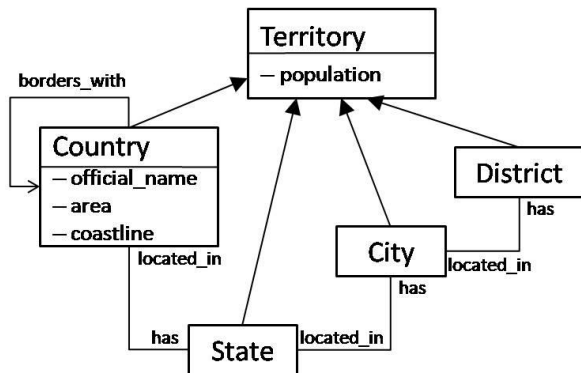 Territory
– population
borders_with
Country
– official_name
– area
– coastline
District
has
located_in
City
located_in
has
has
located_in
State